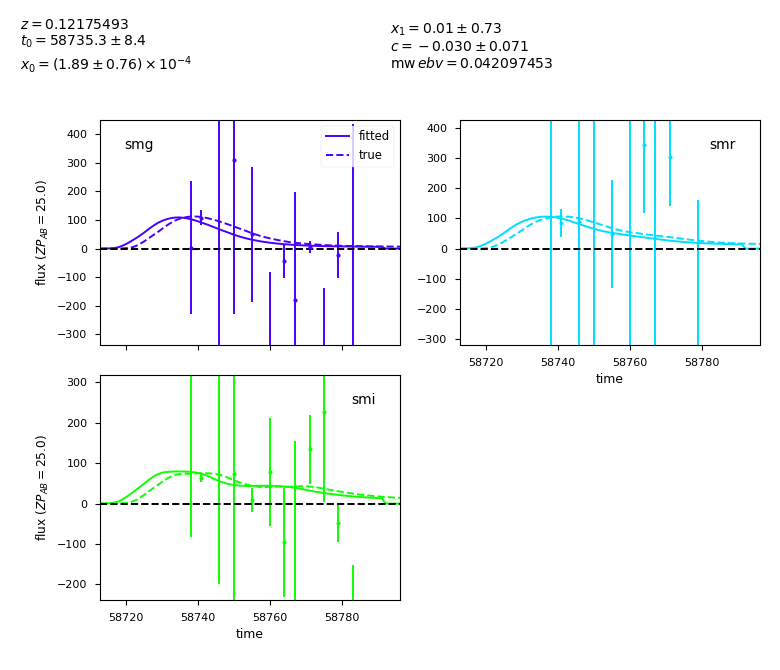 z = 0.12175493
t₀ = 58735.3 ± 8.4
x₀ = (1.89 ± 0.76) × 10⁻⁴
x₁ = 0.01 ± 0.73
c = −0.030 ± 0.071
mw ebv = 0.042097453
smg
fitted
true
400
300
200
100
0
−100
−200
−300
flux (ZP_AB = 25.0)
smr
400
300
200
100
0
−100
−200
−300
58720 58740 58760 58780
time
smi
300
200
100
0
−100
−200
flux (ZP_AB = 25.0)
58720 58740 58760 58780
time